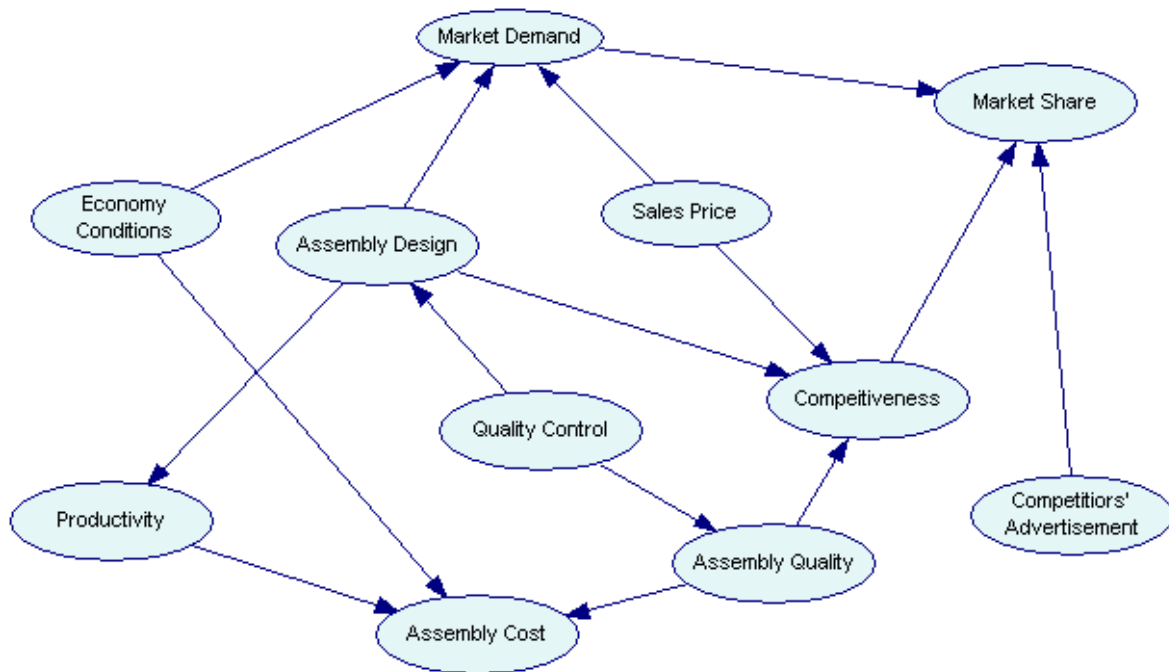 Market Demand
Market Share
Economy
Conditions
Sales Price
Assembly Design
Compeitiveness
Quality Control
Productivity
Competitiors'
Advertisement
Assembly Quality
Assembly Cost